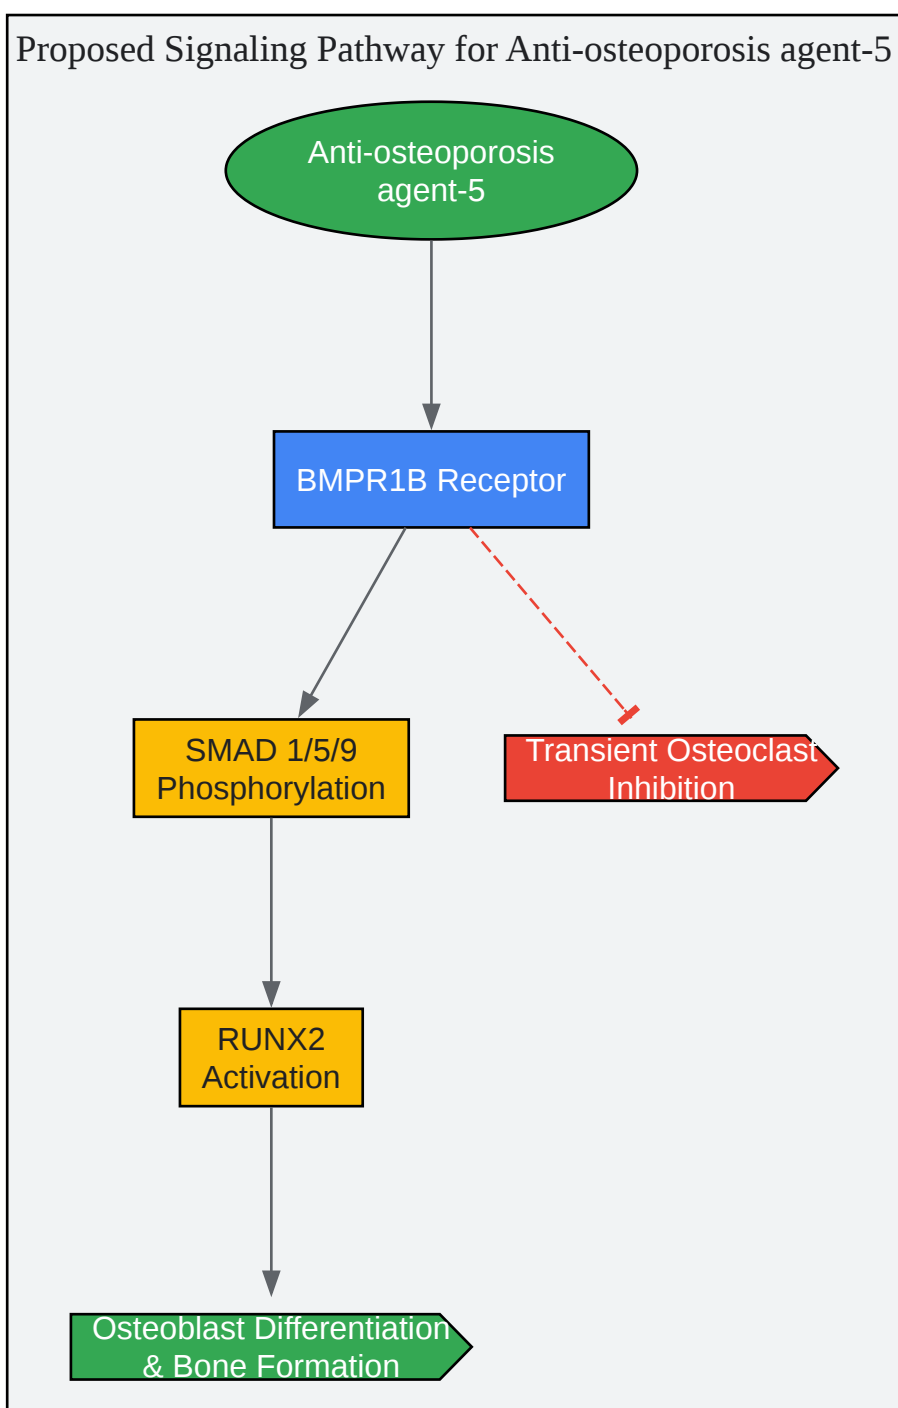 Proposed Signaling Pathway for Anti-osteoporosis agent-5
Anti-osteoporosis
agent-5
BMPR1B Receptor
SMAD 1/5/9
Phosphorylation
Transient Osteoclast
Inhibition
RUNX2
Activation
Osteoblast Differentiation
& Bone Formation